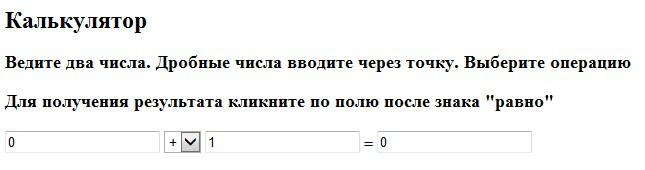 Калькулятор
Ведите два числа. Дробные числа вводите через точку. Выберите операцию
Для получения результата кликните по полю после знака "равно"
0 + 1 = 0